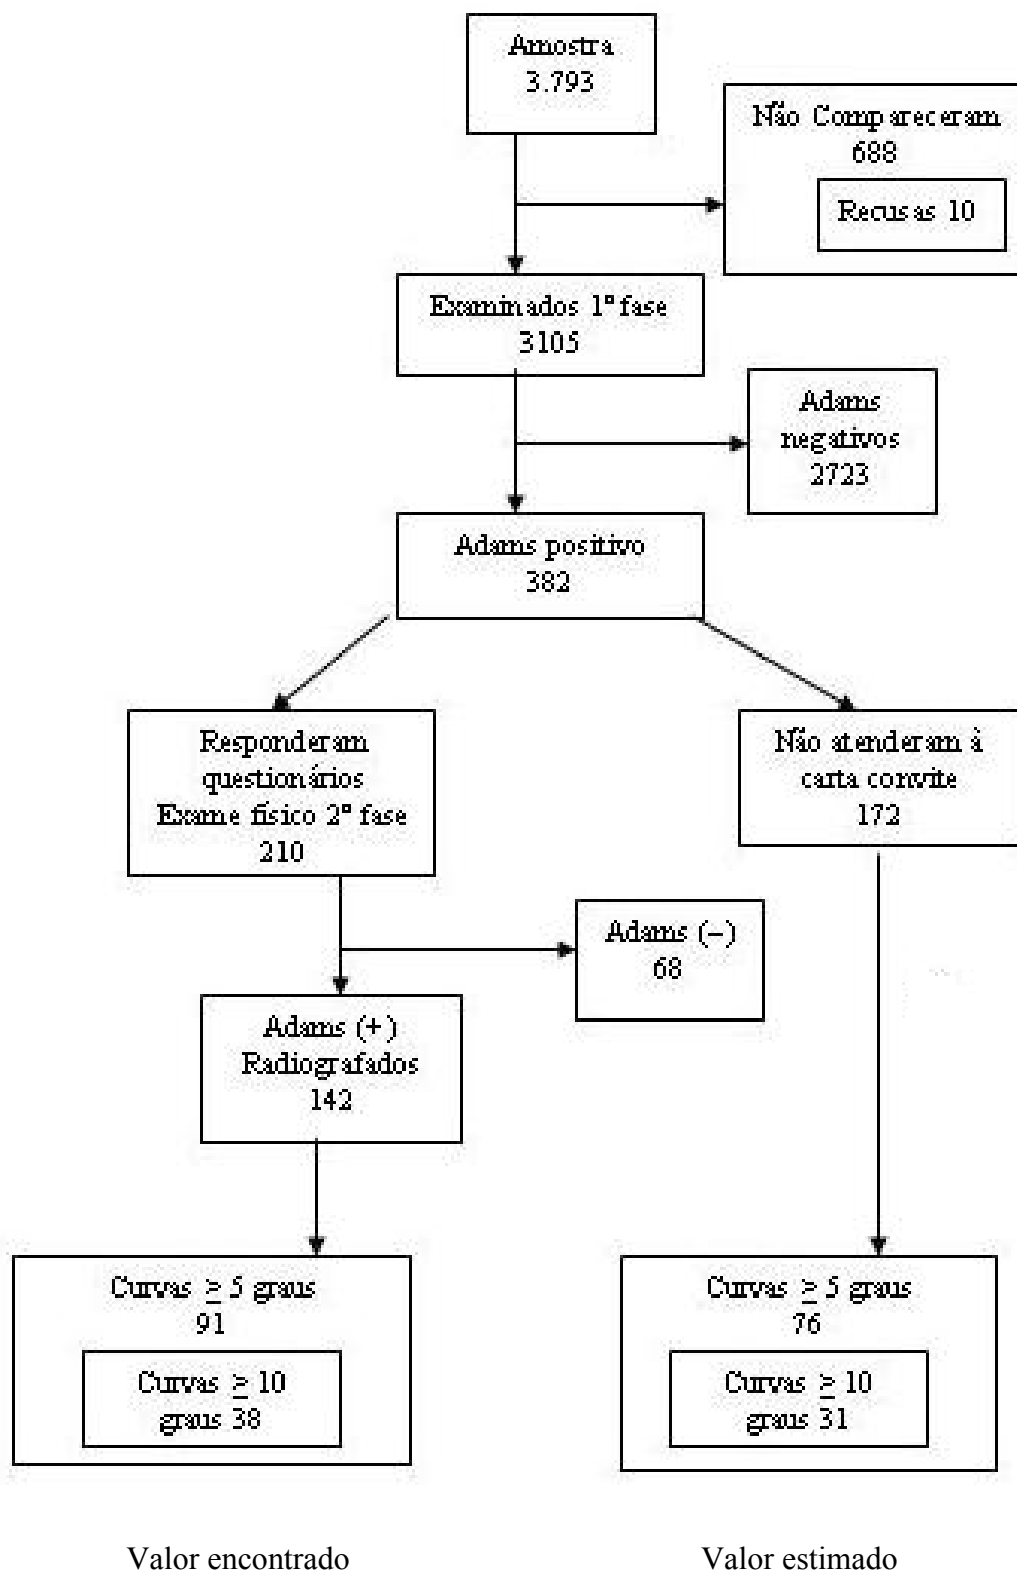 Amostra
3.793
Não Compareceram
688
Recusas 10
Examinados 1ª fase
3105
Adams
negativos
2723
Adams positivo
382
Responderam
questionários
Exame físico 2ª fase
210
Não atenderam à
carta convite
172
Adams (–)
68
Adams (+)
Radiografados
142
Curvas ≥ 5 graus
91
Curvas ≥ 10
graus 38
Curvas ≥ 5 graus
76
Curvas ≥ 10
graus 31
Valor encontrado
Valor estimado